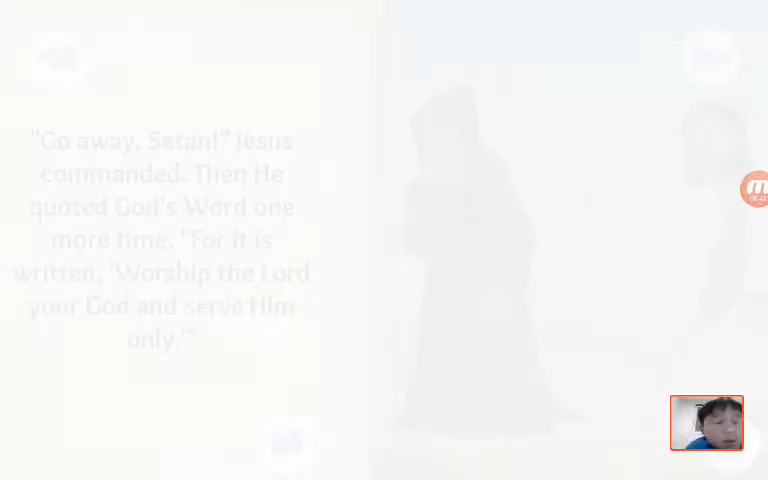 "Go away, Satan!" Jesus
commanded. Then He
quoted God's Word one
more time, "For it is
written, 'Worship the Lord
your God and serve Him
only.'"